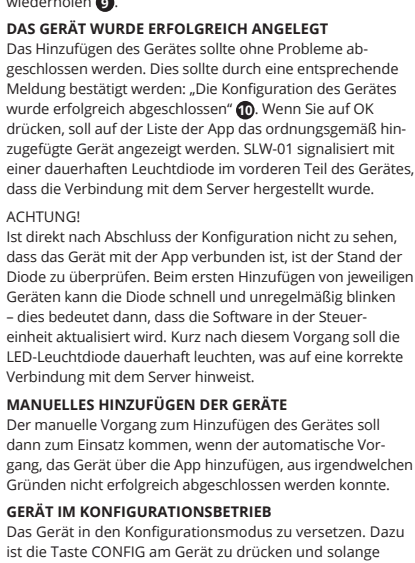 wiederholen 9.
DAS GERÄT WURDE ERFOLGREICH ANGELEGT
Das Hinzufügen des Gerätes sollte ohne Probleme ab-
geschlossen werden. Dies sollte durch eine entsprechende
Meldung bestätigt werden: „Die Konfiguration des Gerätes
wurde erfolgreich abgeschlossen“ 10. Wenn Sie auf OK
drücken, soll auf der Liste der App das ordnungsgemäß hin-
zugefügte Gerät angezeigt werden. SLW-01 signalisiert mit
einer dauerhaften Leuchtdiode im vorderen Teil des Gerätes,
dass die Verbindung mit dem Server hergestellt wurde.
ACHTUNG!
Ist direkt nach Abschluss der Konfiguration nicht zu sehen,
dass das Gerät mit der App verbunden ist, ist der Stand der
Diode zu überprüfen. Beim ersten Hinzufügen von jeweiligen
Geräten kann die Diode schnell und unregelmäßig blinken
– dies bedeutet dann, dass die Software in der Steuer-
einheit aktualisiert wird. Kurz nach diesem Vorgang soll die
LED-Leuchtdiode dauerhaft leuchten, was auf eine korrekte
Verbindung mit dem Server hinweist.
MANUELLES HINZUFÜGEN DER GERÄTE
Der manuelle Vorgang zum Hinzufügen des Gerätes soll
dann zum Einsatz kommen, wenn der automatische Vor-
gang, das Gerät über die App hinzufügen, aus irgendwelchen
Gründen nicht erfolgreich abgeschlossen werden konnte.
GERÄT IM KONFIGURATIONSBETRIEB
Das Gerät in den Konfigurationsmodus zu versetzen. Dazu
ist die Taste CONFIG am Gerät zu drücken und solange